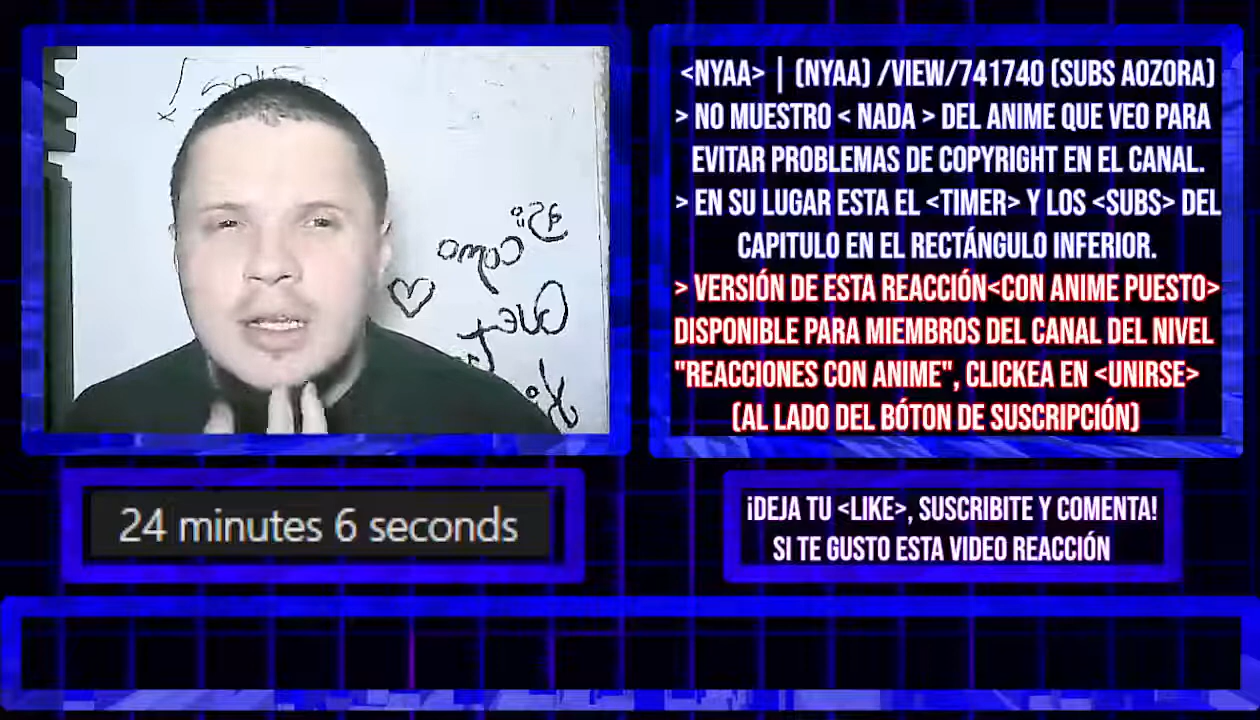 <NYAA> | (NYAA) /VIEW/741740 (SUBS AOZORA)
> NO MUESTRO < NADA > DEL ANIME QUE VEO PARA
EVITAR PROBLEMAS DE COPYRIGHT EN EL CANAL.
> EN SU LUGAR ESTA EL <TIMER> Y LOS <SUBS> DEL
CAPITULO EN EL RECTÁNGULO INFERIOR.
> VERSIÓN DE ESTA REACCIÓN<CON ANIME PUESTO>
DISPONIBLE PARA MIEMBROS DEL CANAL DEL NIVEL
"REACCIONES CON ANIME", CLICKEA EN <UNIRSE>
(AL LADO DEL BÓTON DE SUSCRIPCIÓN)
24 minutes 6 seconds
¡DEJA TU <LIKE>, SUSCRIBITE Y COMENTA!
SI TE GUSTO ESTA VIDEO REACCIÓN